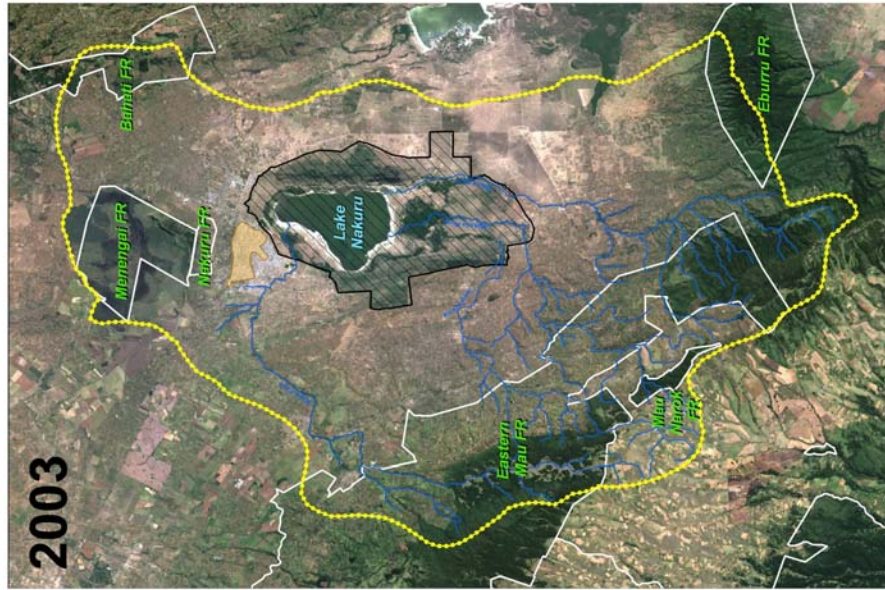 2003
Bahati FR
Menengai FR
Nakuru FR
Lake
Nakuru
Eburru FR
Eastern
Mau FR
Mau
Narok
FR